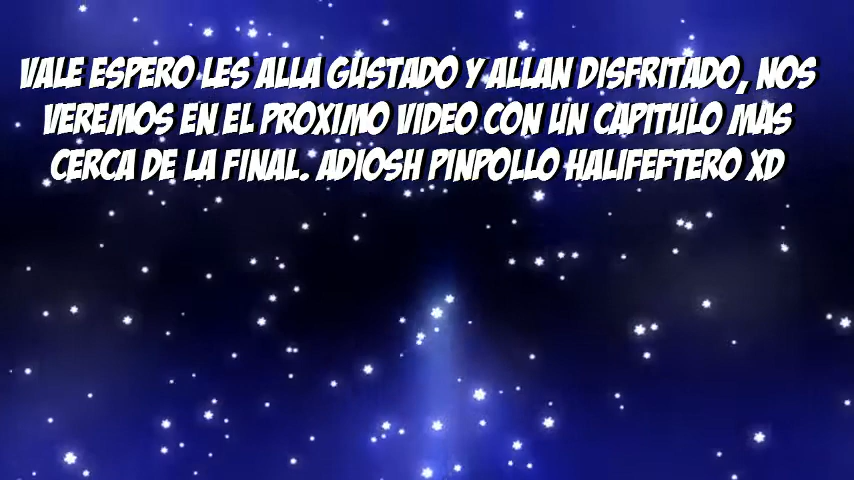 VALE ESPERO LES ALLA GUSTADO Y ALLAN DISFRITADO, NOS
VEREMOS EN EL PROXIMO VIDEO CON UN CAPITULO MAS
CERCA DE LA FINAL. ADIOSH PINPOLLO HALIFEFTERO XD